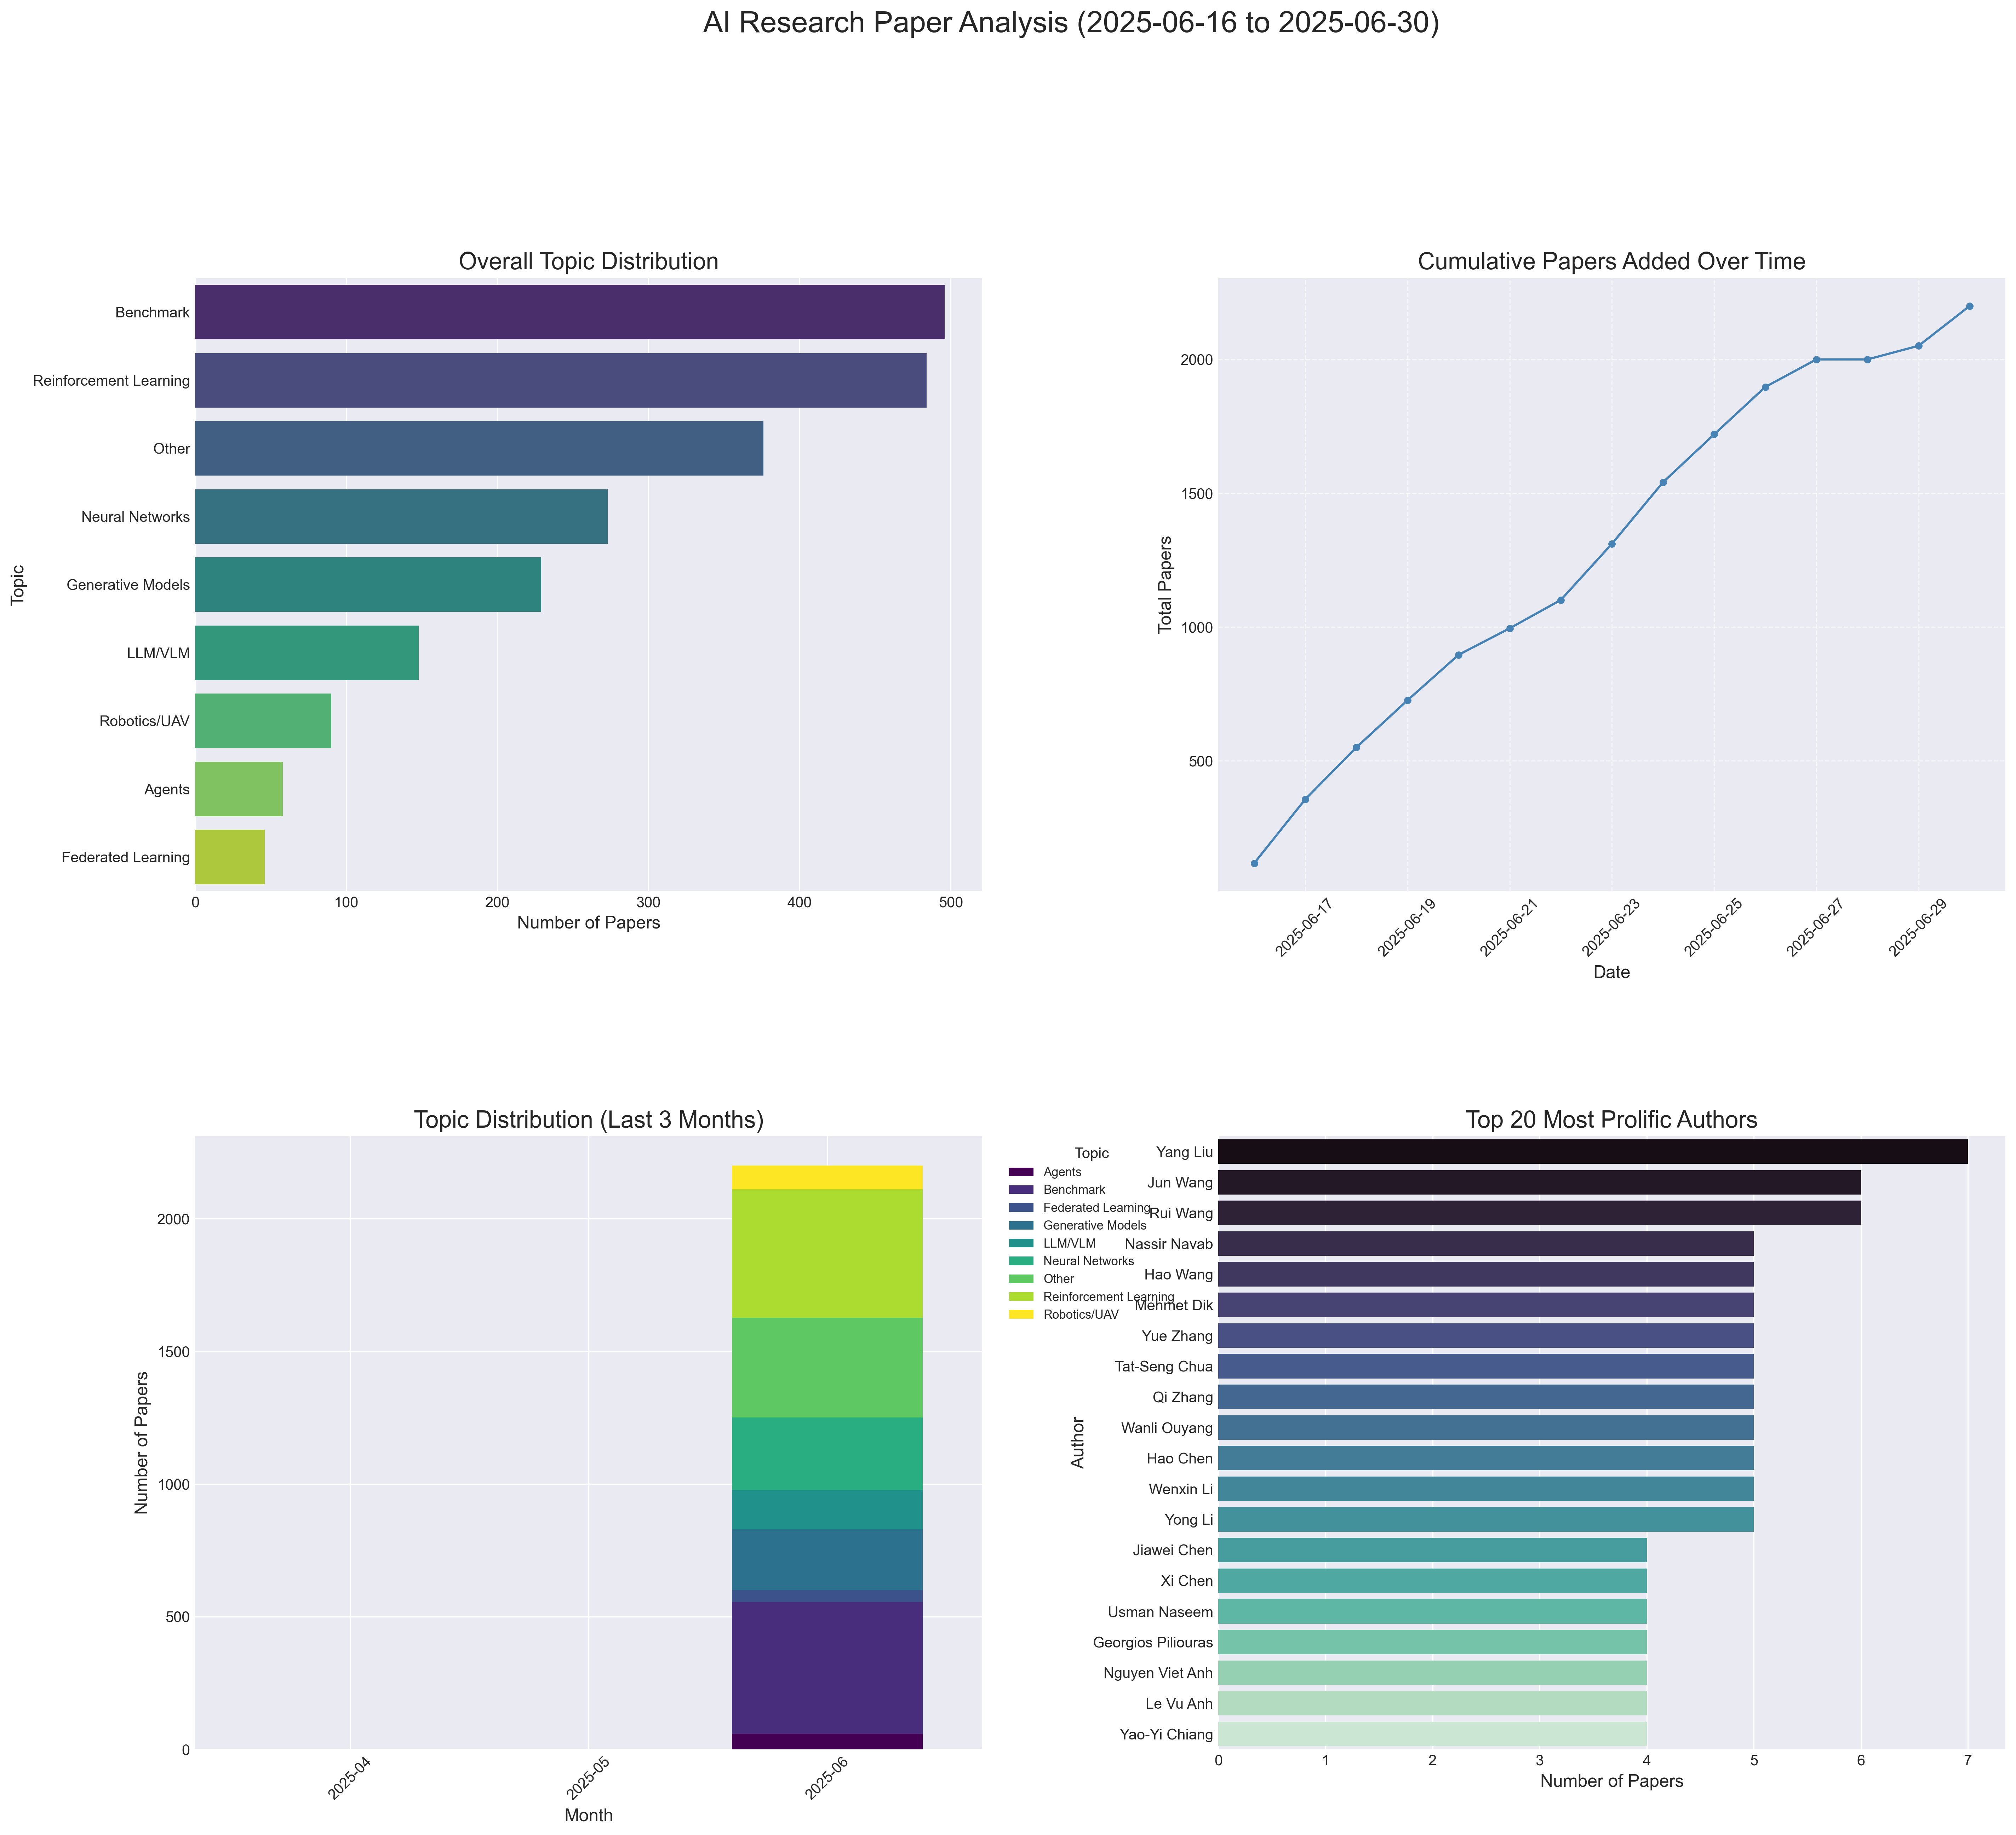 AI Research Paper Analysis (2025-06-16 to 2025-06-30)
Overall Topic Distribution
Topic
Benchmark
Reinforcement Learning
Other
Neural Networks
Generative Models
LLM/VLM
Robotics/UAV
Agents
Federated Learning
0 100 200 300 400 500
Number of Papers
Cumulative Papers Added Over Time
Total Papers
2000
1500
1000
500
2025-06-17 2025-06-19 2025-06-21 2025-06-23 2025-06-25 2025-06-27 2025-06-29
Date
Topic Distribution (Last 3 Months)
Number of Papers
2000
1500
1000
500
0
2025-04 2025-05 2025-06
Month
Topic
Agents
Benchmark
Federated Learning
Generative Models
LLM/VLM
Neural Networks
Other
Reinforcement Learning
Robotics/UAV
Top 20 Most Prolific Authors
Author
Yang Liu
Jun Wang
Rui Wang
Nassir Navab
Hao Wang
Mehmet Dik
Yue Zhang
Tat-Seng Chua
Qi Zhang
Wanli Ouyang
Hao Chen
Wenxin Li
Yong Li
Jiawei Chen
Xi Chen
Usman Naseem
Georgios Piliouras
Nguyen Viet Anh
Le Vu Anh
Yao-Yi Chiang
0 1 2 3 4 5 6 7
Number of Papers